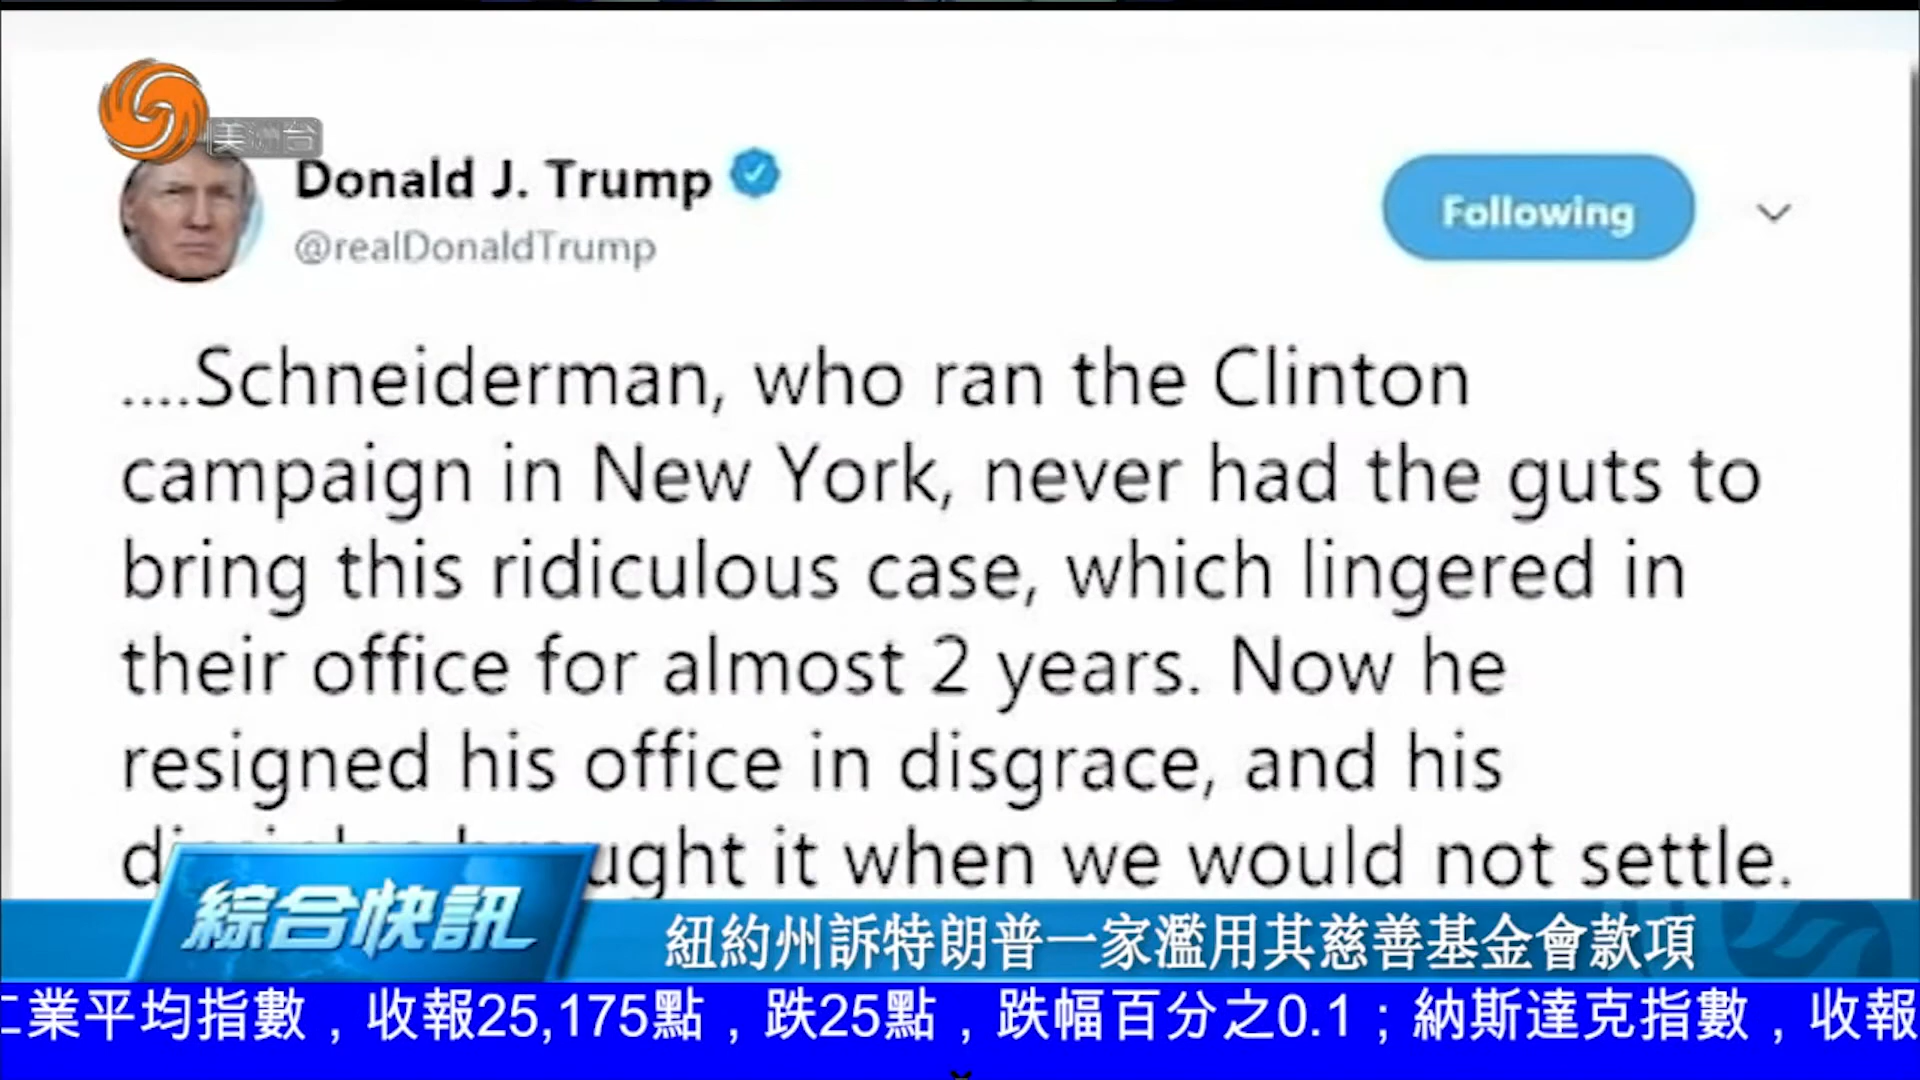 美洲台
Donald J. Trump
@realDonaldTrump
Following
....Schneiderman, who ran the Clinton
campaign in New York, never had the guts to
bring this ridiculous case, which lingered in
their office for almost 2 years. Now he
resigned his office in disgrace, and his
it when we would not settle.
綜合快訊
紐約州訴特朗普一家濫用其慈善基金會款項
業平均指數，收報25,175點，跌25點，跌幅百分之0.1；納斯達克指數，收報